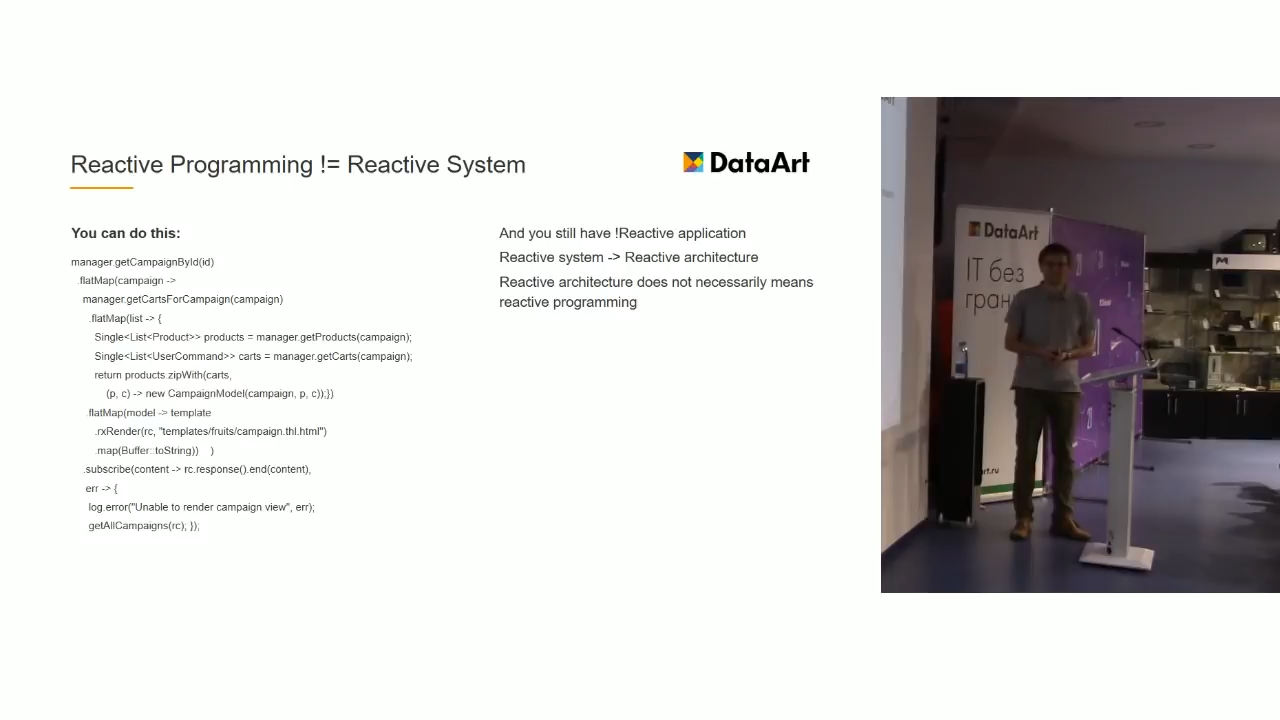 Reactive Programming != Reactive System
DataArt
You can do this:
manager.getCampaignById(id)
.flatMap(campaign ->
manager.getCartsForCampaign(campaign)
.flatMap(list -> {
Single<List<Product>> products = manager.getProducts(campaign);
Single<List<UserCommand>> carts = manager.getCarts(campaign);
return products.zipWith(carts,
(p, c) -> new CampaignModel(campaign, p, c));})
.flatMap(model -> template
.rxRender(rc, "templates/fruits/campaign.thl.html")
.map(Buffer::toString)) )
.subscribe(content -> rc.response().end(content),
err -> {
log.error("Unable to render campaign view", err);
getAllCampaigns(rc); });
And you still have !Reactive application
Reactive system -> Reactive architecture
Reactive architecture does not necessarily means
reactive programming
DataArt
IT без